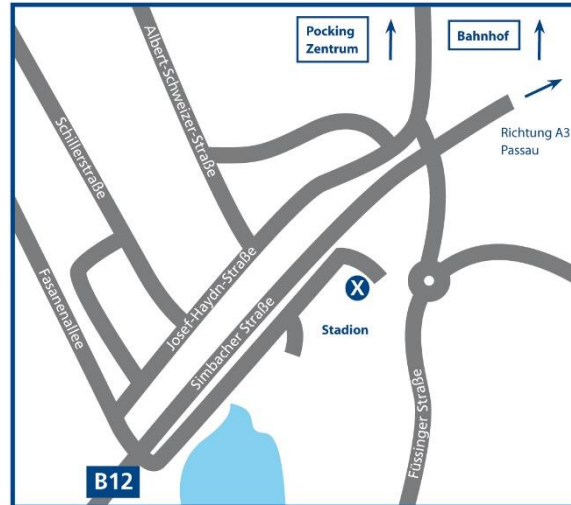 Pocking
Zentrum
Bahnhof
Albert-Schweizer-Straße
Schillerstraße
Richtung A3
Passau
Fasanenallee
Josef-Haydn-Straße
Simbacher Straße
X
Stadion
Füssinger Straße
B12